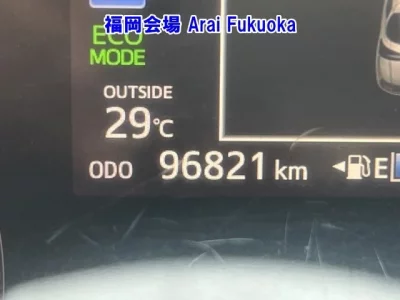 福岡会場 Arai Fukuoka
ECO
MODE
OUTSIDE
29°C
ODO 96821 km
E